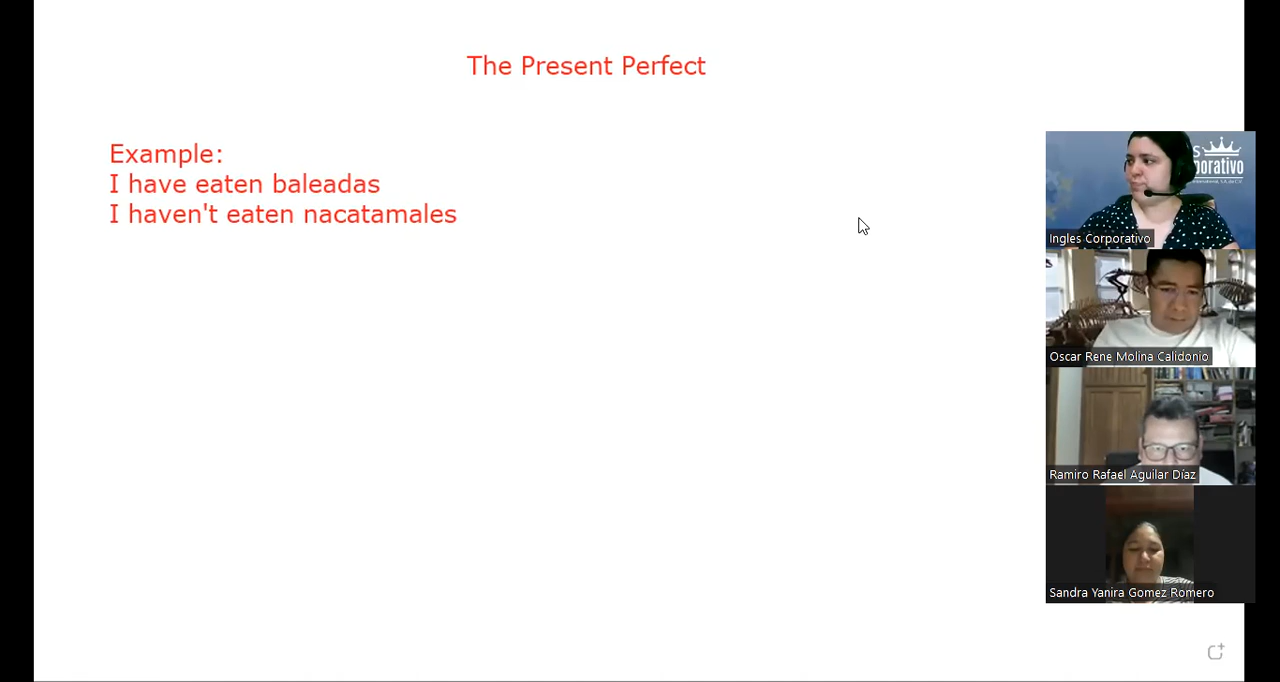 The Present Perfect
Example:
I have eaten baleadas
I haven't eaten nacatamales
Ingles Corporativo
Oscar Rene Molina Calidonio
Ramiro Rafael Aguilar Díaz
Sandra Yanira Gomez Romero